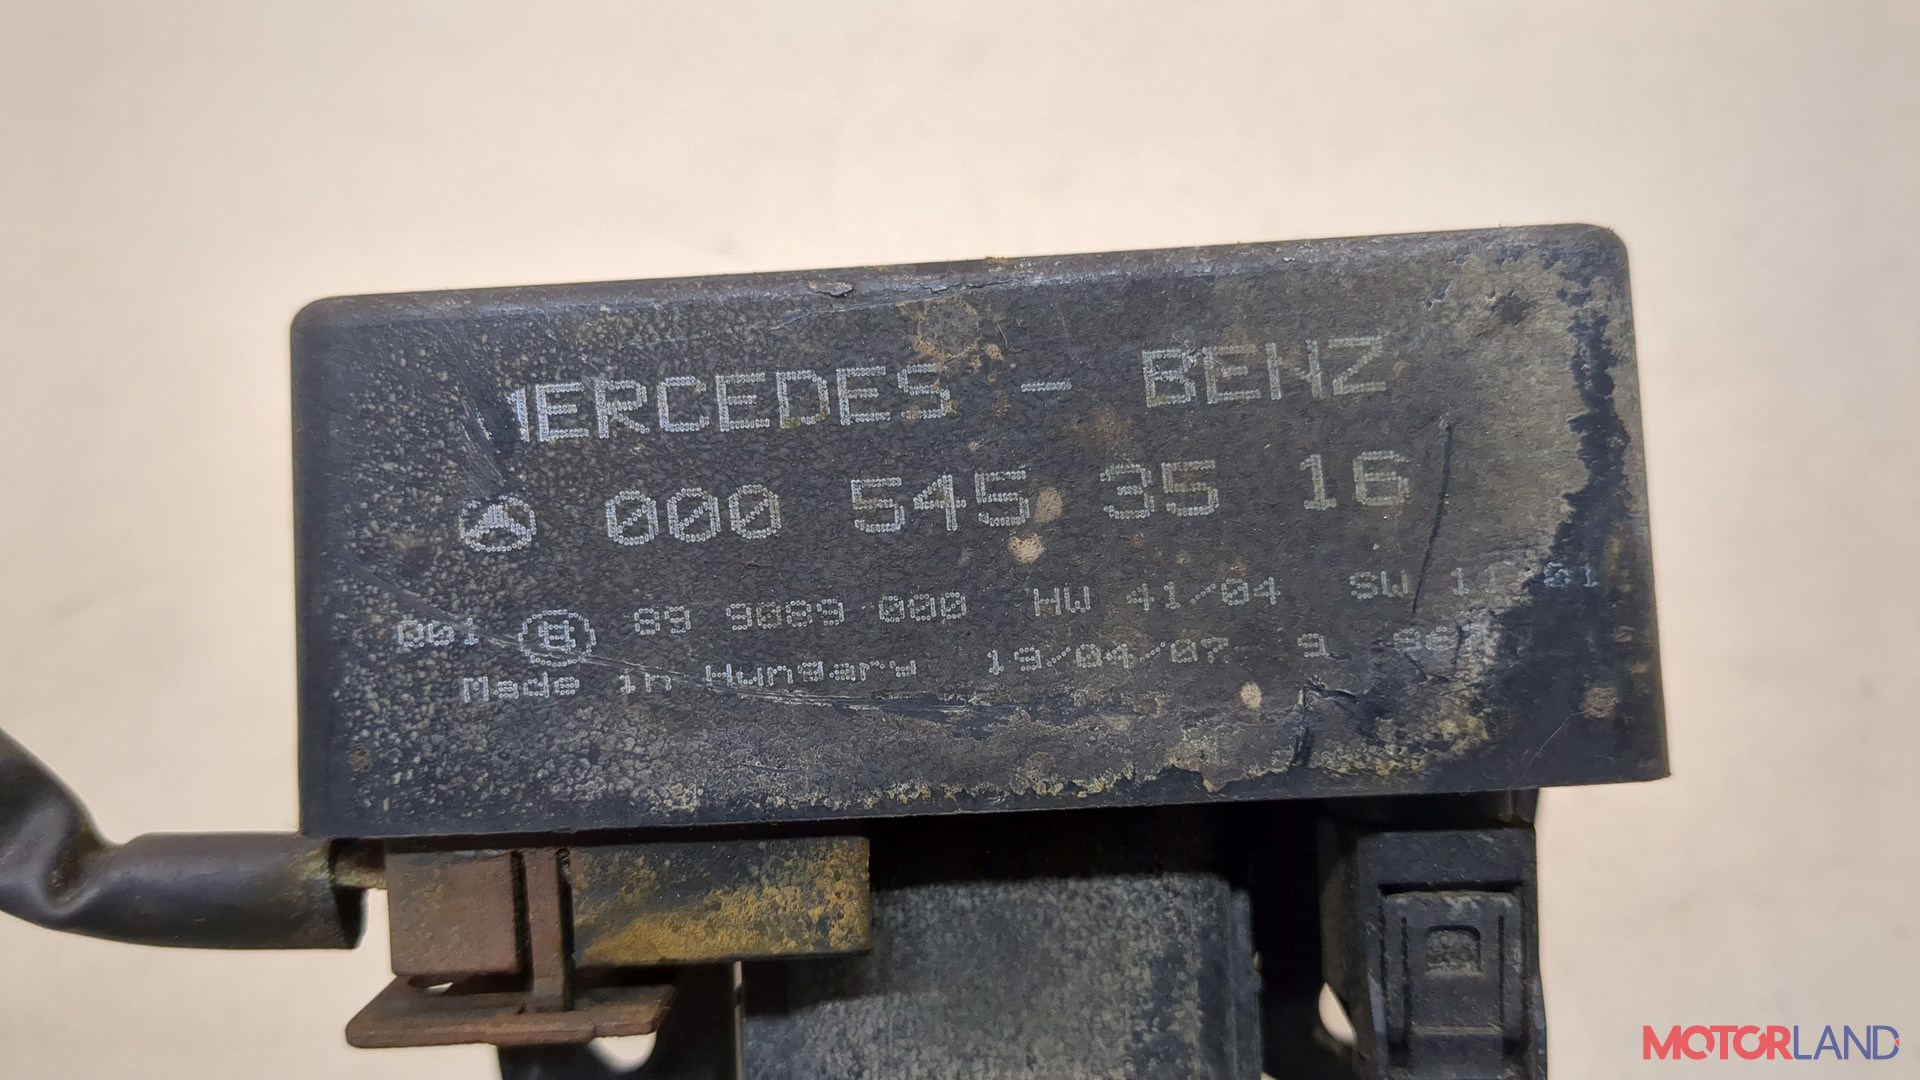 MERCEDES - BENZ
000 545 35 16
001 89 9089 000 HW 41/04 SW
Made in Hungary 19/04/07 9
MOTORLAND